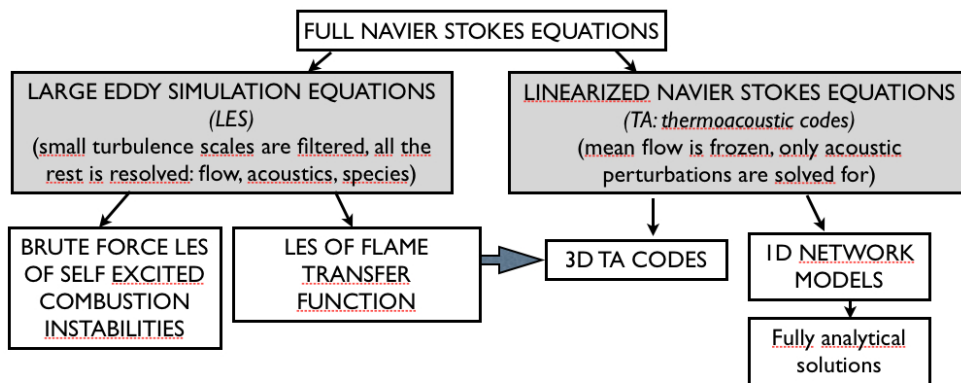 FULL NAVIER STOKES EQUATIONS
LARGE EDDY SIMULATION EQUATIONS
(LES)
(small turbulence scales are filtered, all the
rest is resolved: flow, acoustics, species)
LINEARIZED NAVIER STOKES EQUATIONS
(TA: thermoacoustic codes)
(mean flow is frozen, only acoustic
perturbations are solved for)
BRUTE FORCE LES
OF SELF EXCITED
COMBUSTION
INSTABILITIES
LES OF FLAME
TRANSFER
FUNCTION
3D TA CODES
1D NETWORK
MODELS
Fully analytical
solutions